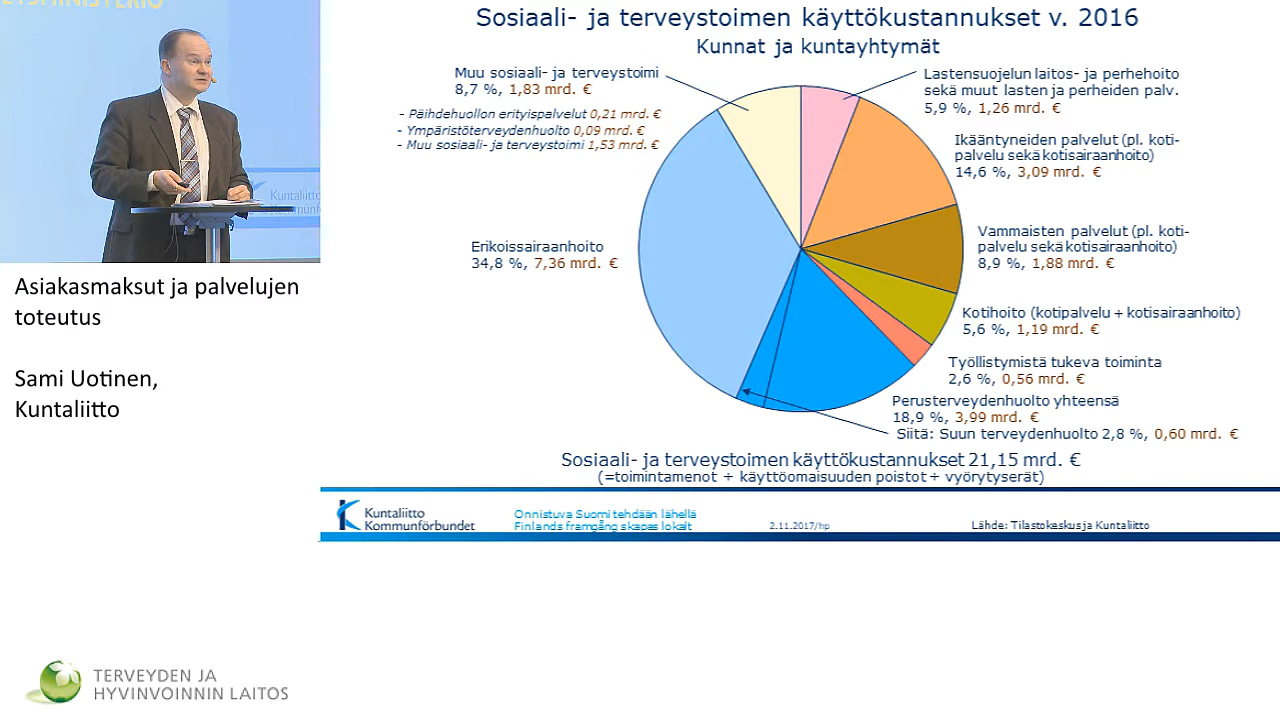 Sosiaali- ja terveystoimen käyttökustannukset v. 2016
Kunnat ja kuntayhtymät
Muu sosiaali- ja terveystoimi
8,7 %, 1,83 mrd. €
- Päihdehuollon erityispalvelut 0,21 mrd. €
- Ympäristöterveydenhuolto 0,09 mrd. €
- Muu sosiaali- ja terveystoimi 1,53 mrd. €
Lastensuojelun laitos- ja perhehoito
sekä muut lasten ja perheiden palv.
5,9 %, 1,26 mrd. €
Ikääntyneiden palvelut (pl. koti-
palvelu sekä kotisairaanhoito)
14,6 %, 3,09 mrd. €
Vammaisten palvelut (pl. koti-
palvelu sekä kotisairaanhoito)
8,9 %, 1,88 mrd. €
Erikoissairaanhoito
34,8 %, 7,36 mrd. €
Kotihoito (kotipalvelu + kotisairaanhoito)
5,6 %, 1,19 mrd. €
Työllistymistä tukeva toiminta
2,6 %, 0,56 mrd. €
Perusterveydenhuolto yhteensä
18,9 %, 3,99 mrd. €
Siitä: Suun terveydenhuolto 2,8 %, 0,60 mrd. €
Sosiaali- ja terveystoimen käyttökustannukset 21,15 mrd. €
(=toimintamenot + käyttöomaisuuden poistot + vyörytyserät)
Kuntaliitto
Kommunförbundet
Onnistuva Suomi tehdään lähellä
Finlands framgång skapas lokalt
2.11.2017/hp
Lähde: Tilastokeskus ja Kuntaliitto
Kuntaliitto
Asiakasmaksut ja palvelujen
toteutus
Sami Uotinen,
Kuntaliitto
TERVEYDEN JA
HYVINVOINNIN LAITOS